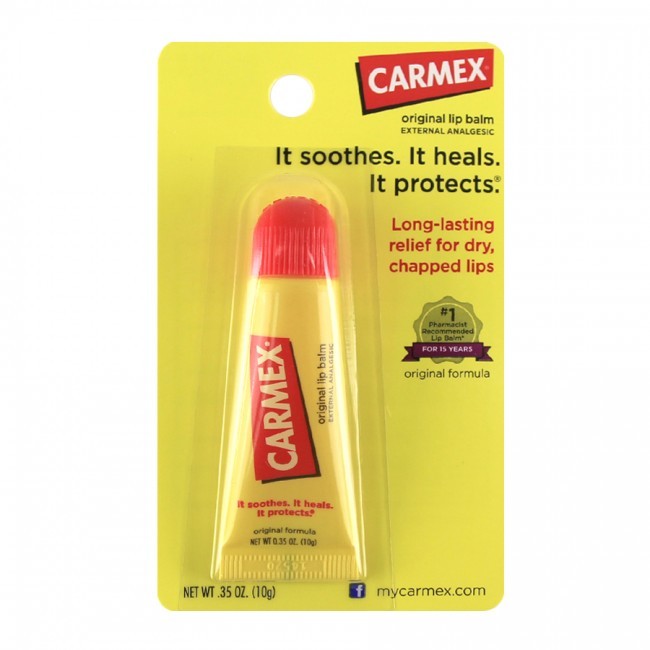 CARMEX®
original lip balm
EXTERNAL ANALGESIC
It soothes. It heals.
It protects.®
Long-lasting
relief for dry,
chapped lips
#1
Pharmacist
Recommended
Lip Balm*
FOR 15 YEARS
original formula
CARMEX®
original lip balm
EXTERNAL ANALGESIC
It soothes. It heals.
It protects.®
original formula
NET WT 0.35 OZ. (10g)
NET WT .35 OZ. (10g)
f mycarmex.com